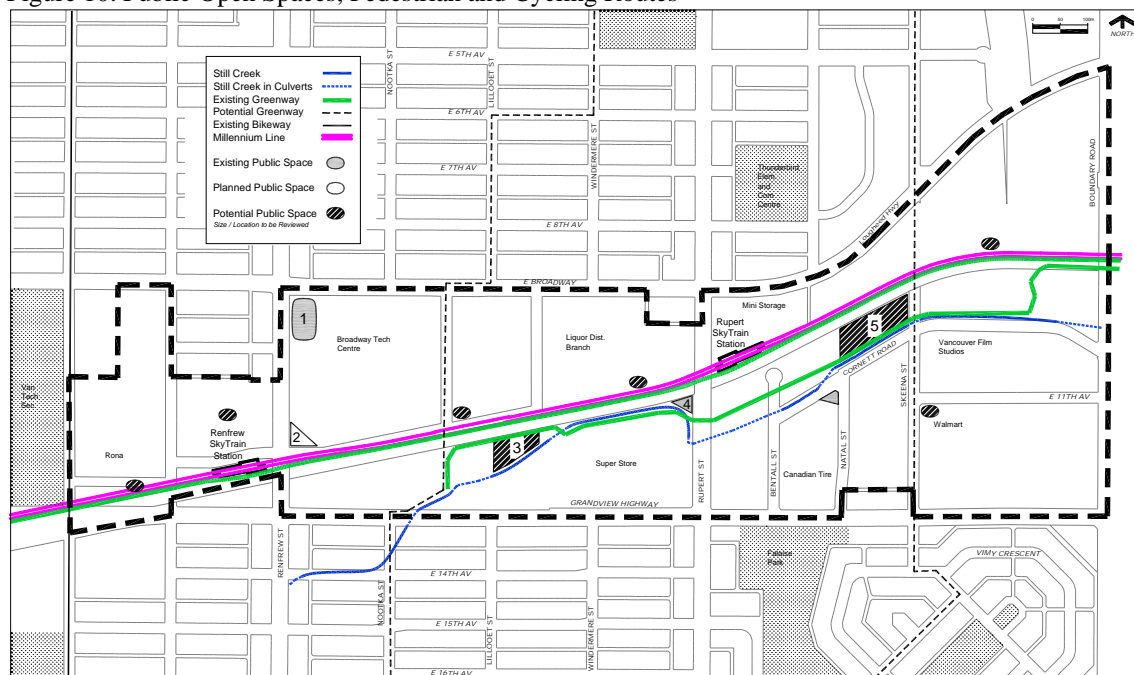 Figure 10: Public Open Spaces, Pedestrian and Cycling Routes
0 50 100m
NORTH
Still Creek
Still Creek in Culverts
Existing Greenway
Potential Greenway
Existing Bikeway
Millennium Line
Existing Public Space
Planned Public Space
Potential Public Space
Size / Location to be Reviewed
NOOTKA ST
LILLOOET ST
WINDERMERE ST
BOUNDARY ROAD
E 5TH AV
E 6TH AV
E 7TH AV
E 8TH AV
E BROADWAY
Thunderbird
Elem.
and
Com.
Centre
Lougheed Hwy
Mini Storage
Rupert
SkyTrain
Station
1
Broadway Tech
Centre
Liquor Dist.
Branch
5
CORNETT ROAD
Vancouver Film
Studios
SKEENA ST
E 11TH AV
Walmart
Van
Tech
Sec.
Rona
Renfrew
SkyTrain
Station
2
3
4
Super Store
RUPERT ST
BENTALL ST
Canadian Tire
NATAL ST
GRANDVIEW HIGHWAY
RENFREW ST
NOOTKA ST
LILLOOET ST
WINDERMERE ST
E 14TH AV
E 15TH AV
E 16TH AV
Falaise
Park
VIMY CRESCENT